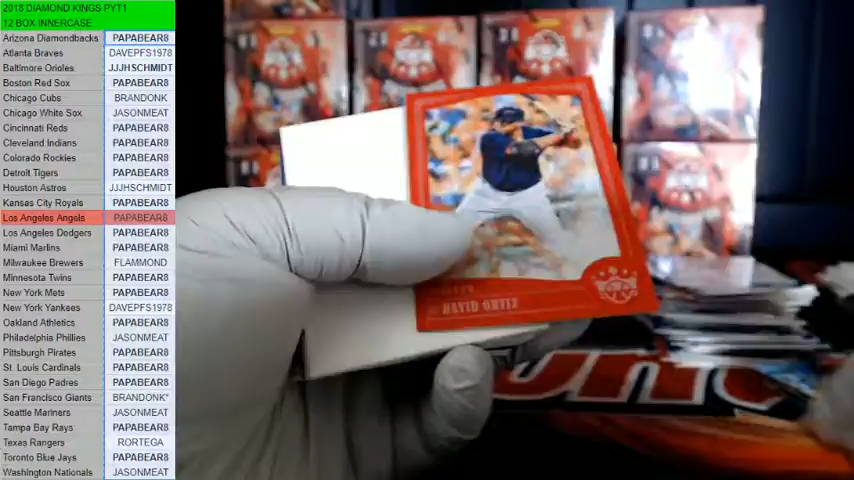 2018 DIAMOND KINGS PYT1
12 BOX INNERCASE
Arizona Diamondbacks PAPABEAR8
Atlanta Braves DAVEPFS1978
Baltimore Orioles JJJHSCHMIDT
Boston Red Sox PAPABEAR8
Chicago Cubs BRANDONK
Chicago White Sox JASONMEAT
Cincinnati Reds PAPABEAR8
Cleveland Indians PAPABEAR8
Colorado Rockies PAPABEAR8
Detroit Tigers PAPABEAR8
Houston Astros JJJHSCHMIDT
Kansas City Royals PAPABEAR8
Los Angeles Angels PAPABEAR8
Los Angeles Dodgers PAPABEAR8
Miami Marlins PAPABEAR8
Milwaukee Brewers FLAMMOND
Minnesota Twins PAPABEAR8
New York Mets PAPABEAR8
New York Yankees DAVEPFS1978
Oakland Athletics PAPABEAR8
Philadelphia Phillies JASONMEAT
Pittsburgh Pirates PAPABEAR8
St. Louis Cardinals PAPABEAR8
San Diego Padres PAPABEAR8
San Francisco Giants BRANDONK*
Seattle Mariners JASONMEAT
Tampa Bay Rays PAPABEAR8
Texas Rangers RORTEGA
Toronto Blue Jays PAPABEAR8
Washington Nationals JASONMEAT
DAVID ORTIZ